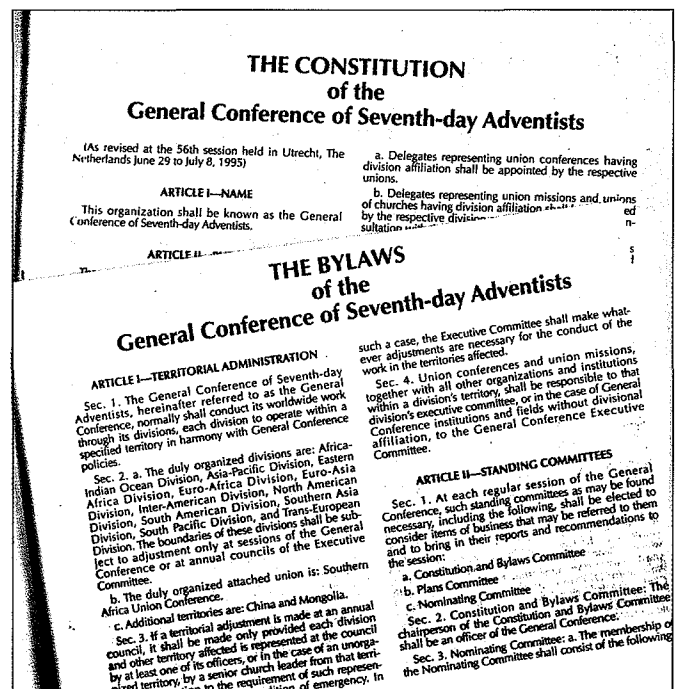 THE CONSTITUTION
of the
General Conference of Seventh-day Adventists
(As revised at the 56th session held in Utrecht, The
Netherlands June 29 to July 8, 1995)
ARTICLE I—NAME
This organization shall be known as the General
Conference of Seventh-day Adventists.
ARTICLE II
a. Delegates representing union conferences having
division affiliation shall be appointed by the respective
unions.
b. Delegates representing union missions and unions
of churches having division affiliation shall
by the respective division
THE BYLAWS
of the
General Conference of Seventh-day Adventists
ARTICLE I—TERRITORIAL ADMINISTRATION
Sec. 1. The General Conference of Seventh-day
Adventists, hereinafter referred to as the General
Conference, normally shall conduct its worldwide work
through its divisions, each division to operate within a
specified territory in harmony with General Conference
policies.
Sec. 2. a. The duly organized divisions are: Africa-
Indian Ocean Division, Asia-Pacific Division, Eastern
Africa Division, Euro-Africa Division, Euro-Asia
Division, Inter-American Division, North American
Division, South American Division, Southern Asia
Division, South Pacific Division, and Trans-European
Division. The boundaries of these divisions shall be sub-
ject to adjustment only at sessions of the General
Conference or at annual councils of the Executive
Committee.
b. The duly organized attached union is: Southern
Africa Union Conference.
c. Additional territories are: China and Mongolia.
Sec. 3. If a territorial adjustment is made at an annual
council, it shall be made only provided each division
and other territory affected is represented at the council
by at least one of its officers, or in the case of an unorga-
nized territory, by a senior church leader from that terri-
to the requirement of such represen-
of emergency. In
such a case, the Executive Committee shall make what-
ever adjustments are necessary for the conduct of the
work in the territories affected.
Sec. 4. Union conferences and union missions,
together with all other organizations and institutions
within a division's territory, shall be responsible to that
division's executive committee, or in the case of General
Conference institutions and fields without divisional
affiliation, to the General Conference Executive
Committee.
ARTICLE II—STANDING COMMITTEES
Sec. 1. At each regular session of the General
Conference, such standing committees as may be found
necessary, including the following, shall be elected to
consider items of business that may be referred to them
and to bring in their reports and recommendations to
the session:
a. Constitution and Bylaws Committee
b. Plans Committee
c. Nominating Committee
Sec. 2. Constitution and Bylaws Committee: The
chairperson of the Constitution and Bylaws Committee
shall be an officer of the General Conference.
Sec. 3. Nominating Committee: a. The membership of
the Nominating Committee shall consist of the following